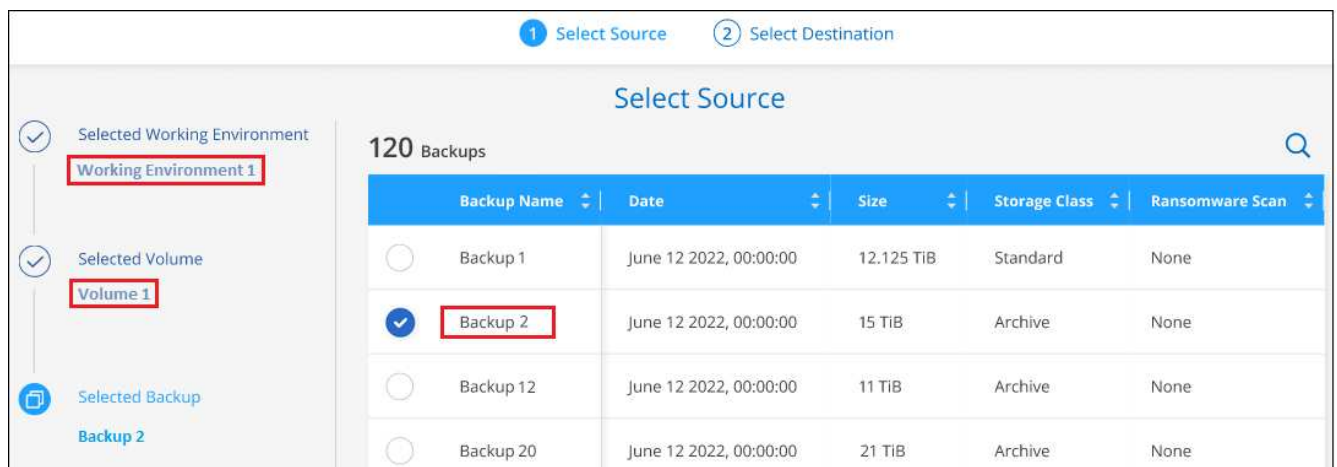 1 Select Source 2 Select Destination
Select Source
Selected Working Environment
Working Environment 1
Selected Volume
Volume 1
Selected Backup
Backup 2
120 Backups
Backup Name Date Size Storage Class Ransomware Scan
Backup 1 June 12 2022, 00:00:00 12.125 TiB Standard None
Backup 2 June 12 2022, 00:00:00 15 TiB Archive None
Backup 12 June 12 2022, 00:00:00 11 TiB Archive None
Backup 20 June 12 2022, 00:00:00 21 TiB Archive None